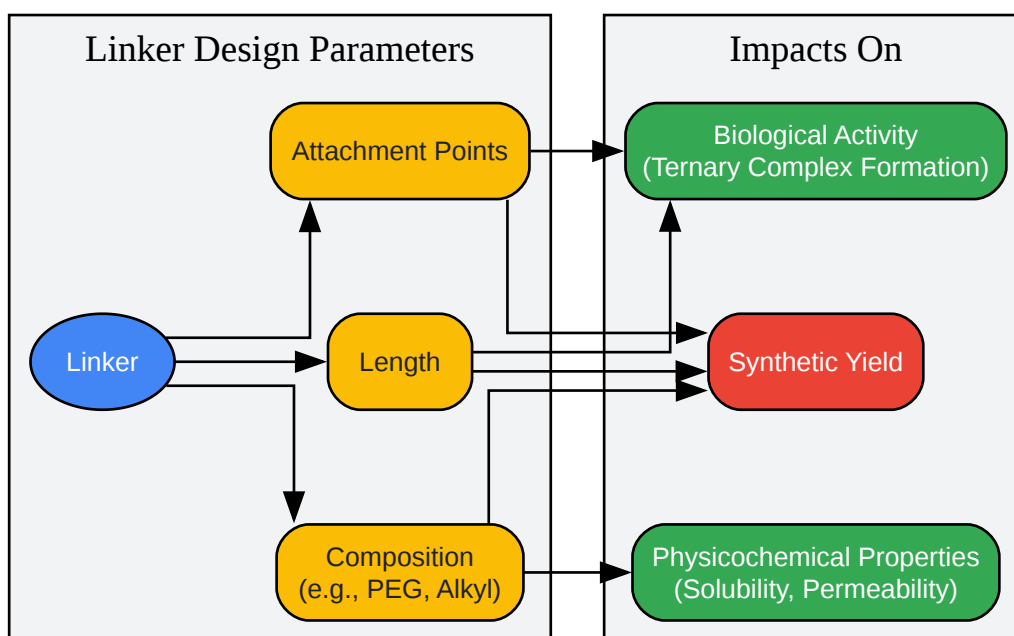 Linker Design Parameters
Impacts On
Attachment Points
Biological Activity
(Ternary Complex Formation)
Linker
Length
Synthetic Yield
Composition
(e.g., PEG, Alkyl)
Physicochemical Properties
(Solubility, Permeability)